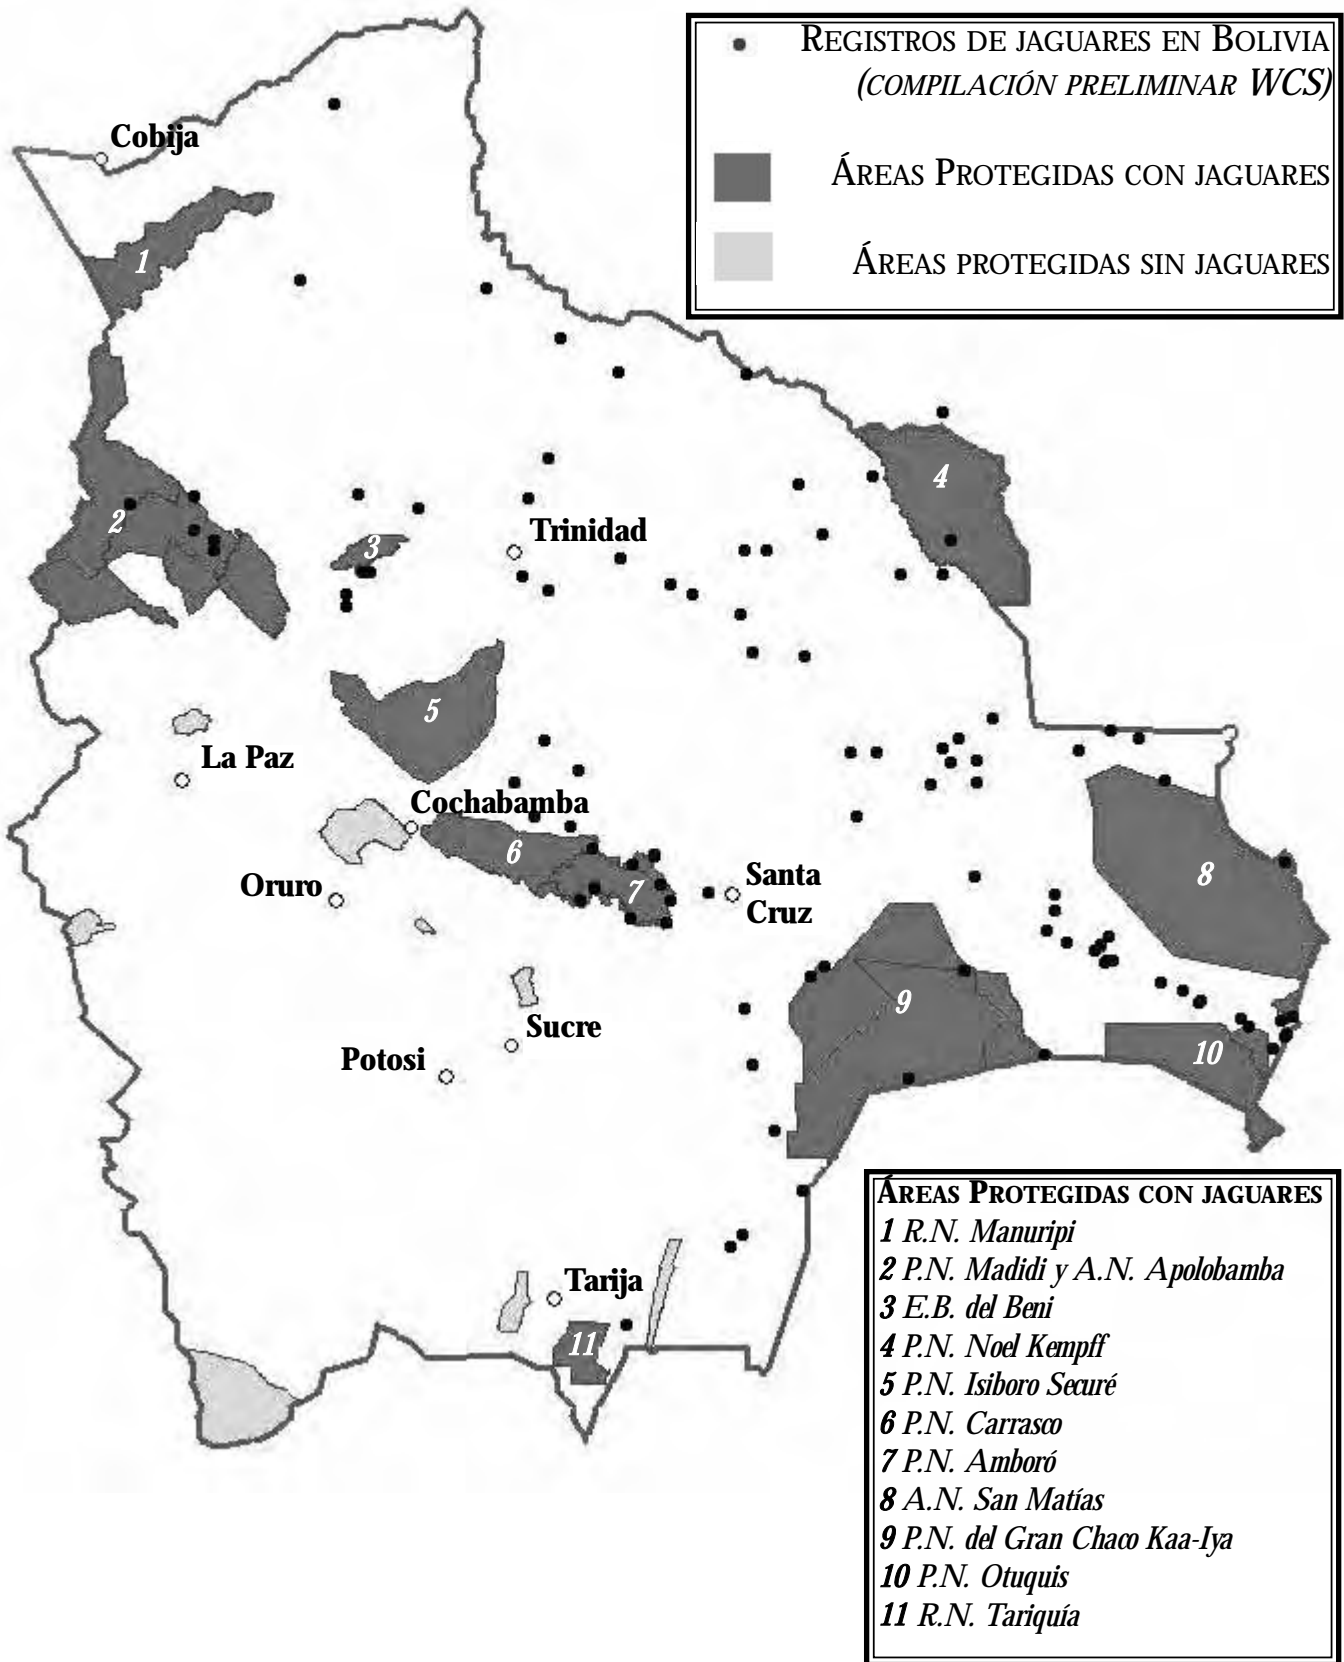 REGISTROS DE JAGUARES EN BOLIVIA
(COMPILACIÓN PRELIMINAR WCS)
ÁREAS PROTEGIDAS CON JAGUARES
ÁREAS PROTEGIDAS SIN JAGUARES
Cobija
1
2
3
4
Trinidad
5
La Paz
Cochabamba
6
7
8
Oruro
Santa
Cruz
9
Sucre
10
Potosi
Tarija
11
ÁREAS PROTEGIDAS CON JAGUARES
1 R.N. Manuripi
2 P.N. Madidi y A.N. Apolobamba
3 E.B. del Beni
4 P.N. Noel Kempff
5 P.N. Isiboro Securé
6 P.N. Carrasco
7 P.N. Amboró
8 A.N. San Matías
9 P.N. del Gran Chaco Kaa-Iya
10 P.N. Otuquis
11 R.N. Tariquía